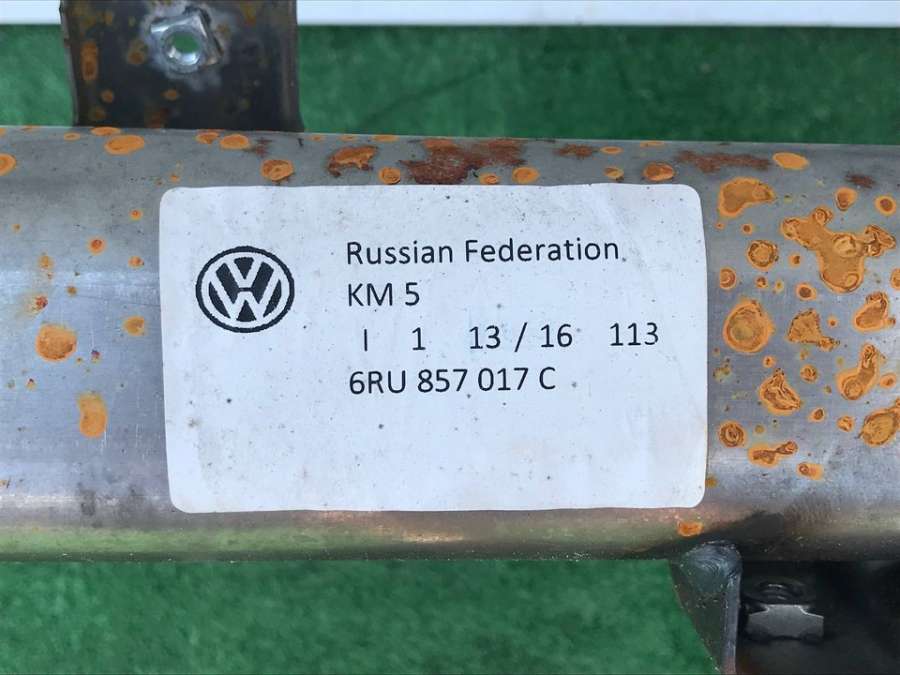 Russian Federation
KM 5
I 1 13 / 16 113
6RU 857 017 C